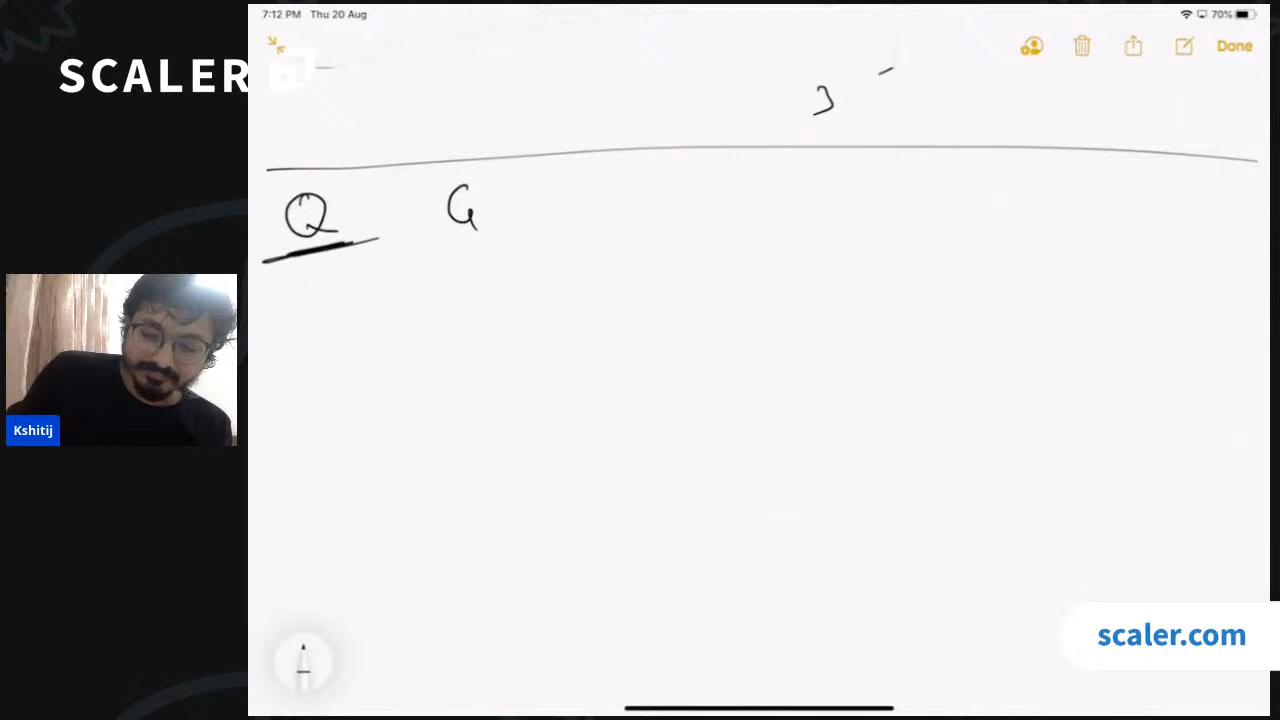 7:12 PM Thu 20 Aug
70%
SCALER
Done
3
Q G
Kshitij
scaler.com